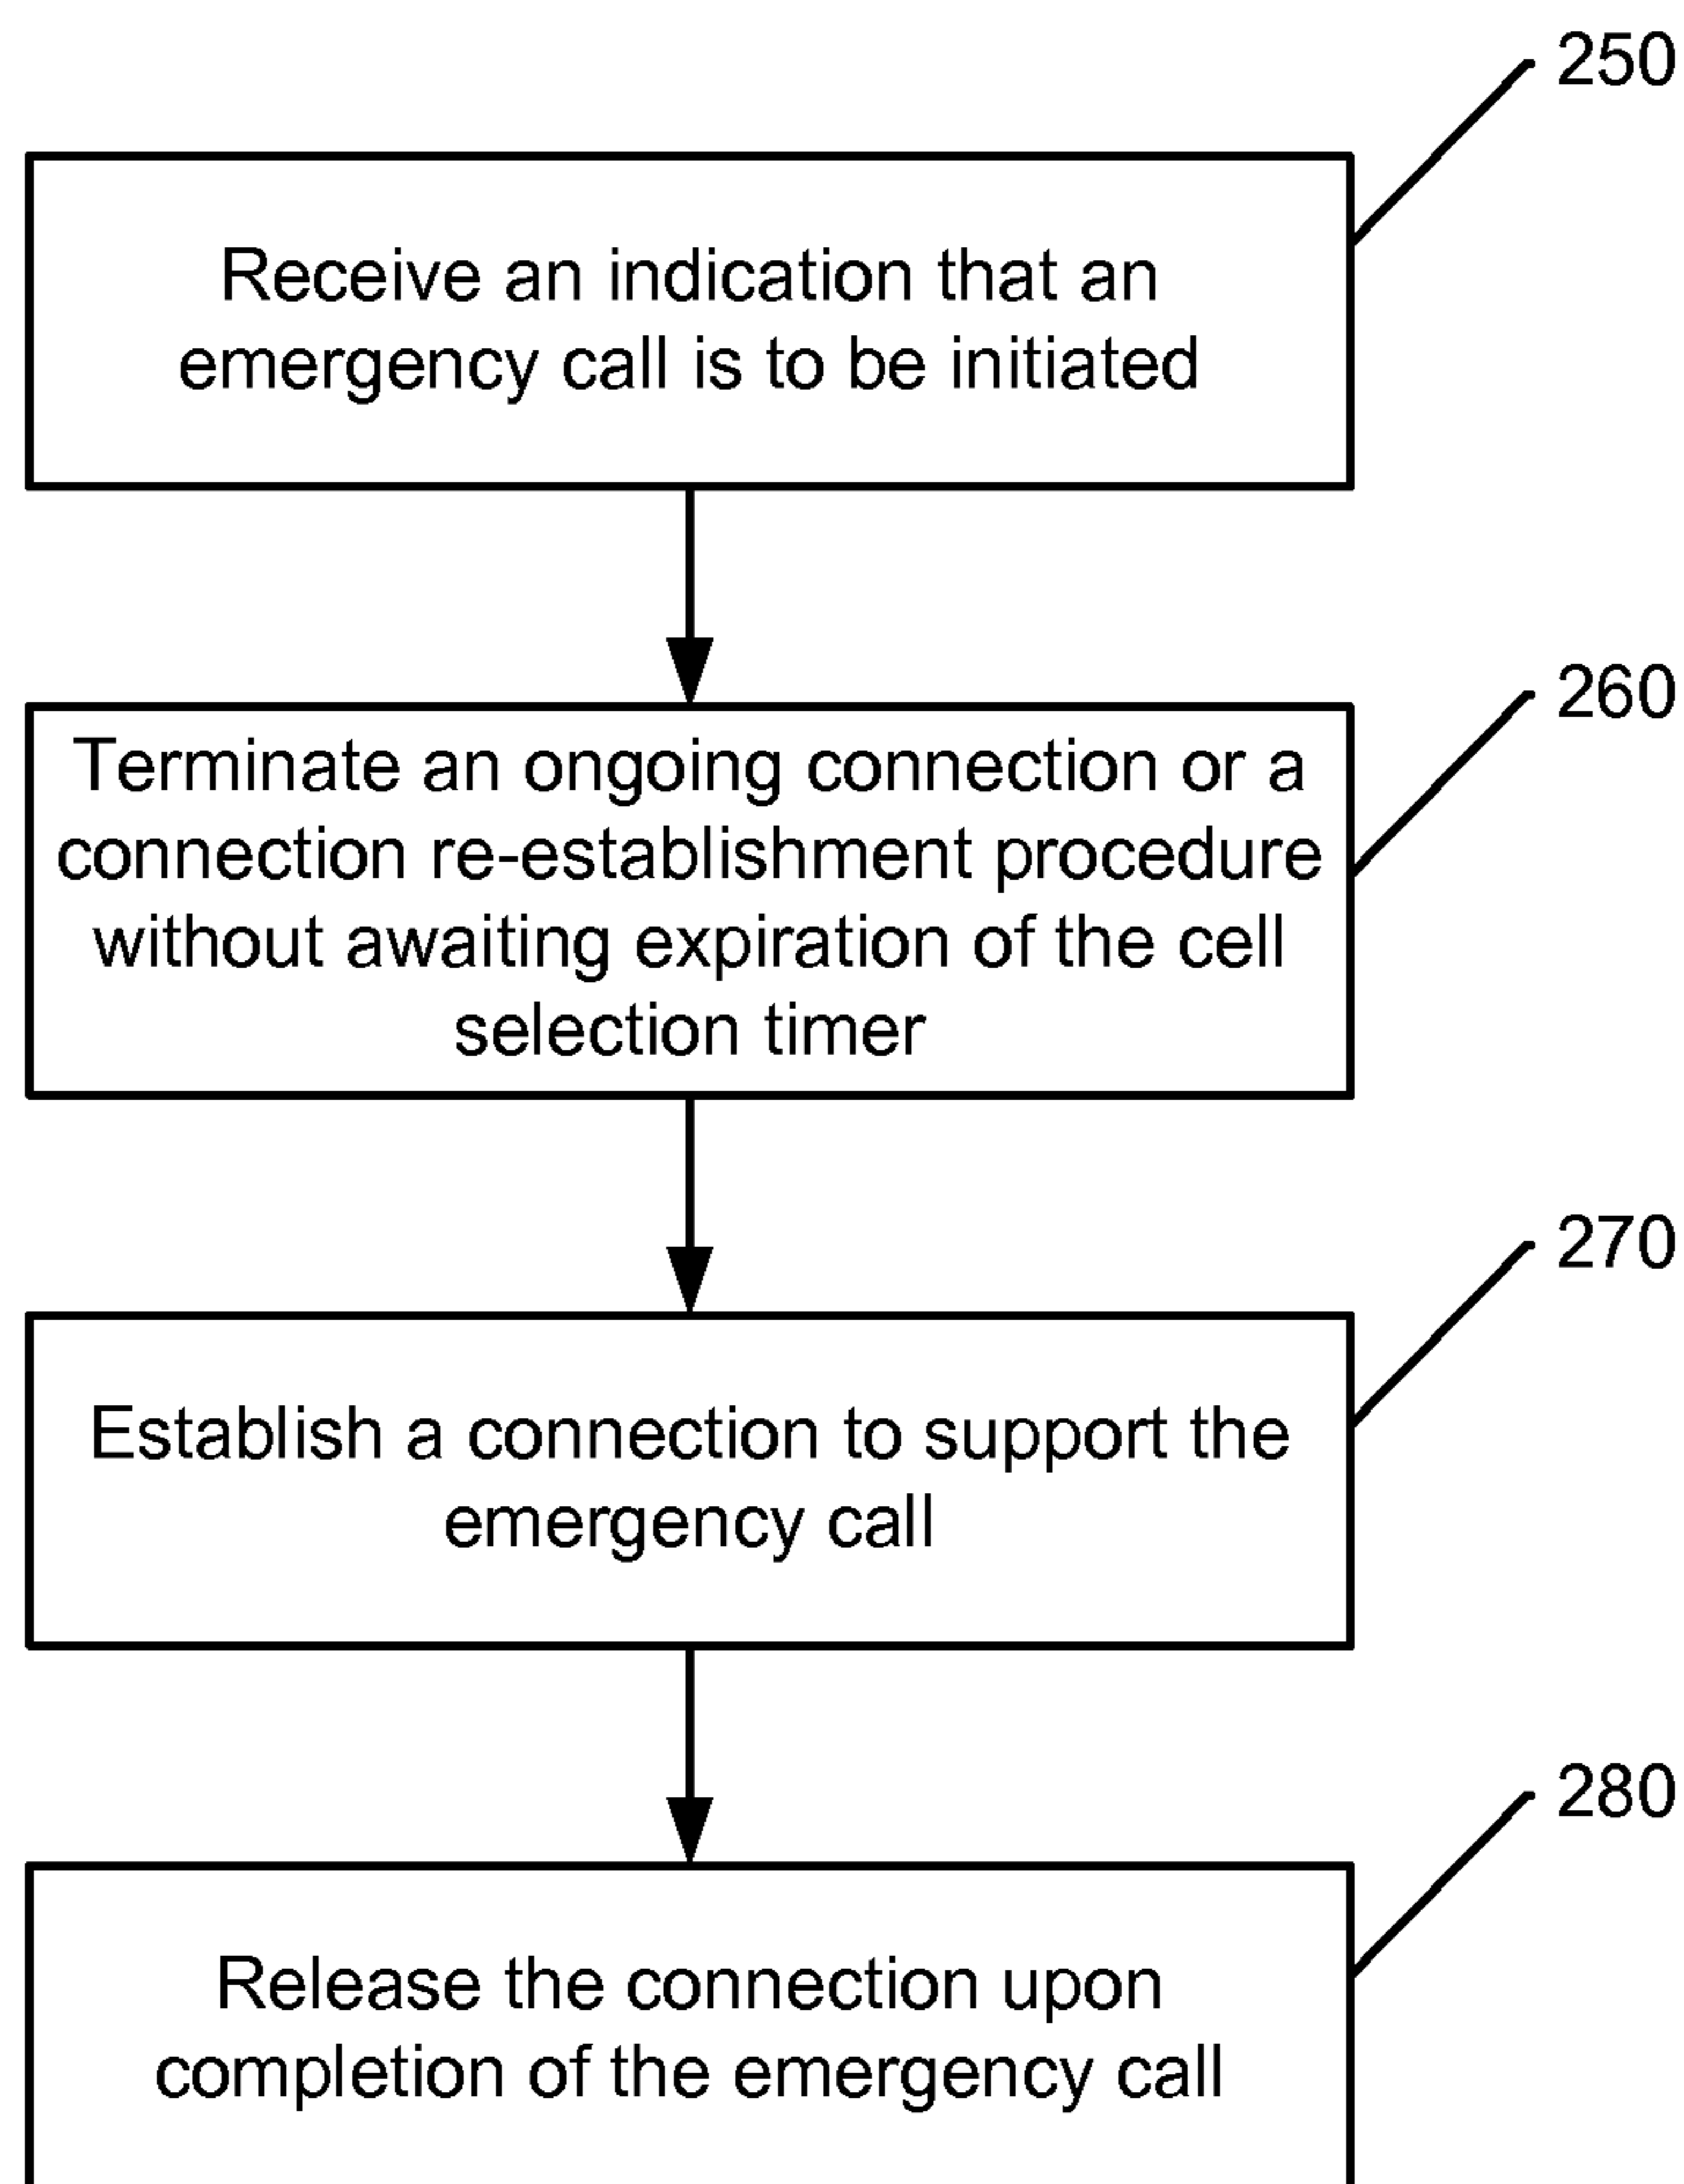 250
Receive an indication that an
emergency call is to be initiated
260
Terminate an ongoing connection or a
connection re-establishment procedure
without awaiting expiration of the cell
selection timer
270
Establish a connection to support the
emergency call
280
Release the connection upon
completion of the emergency call